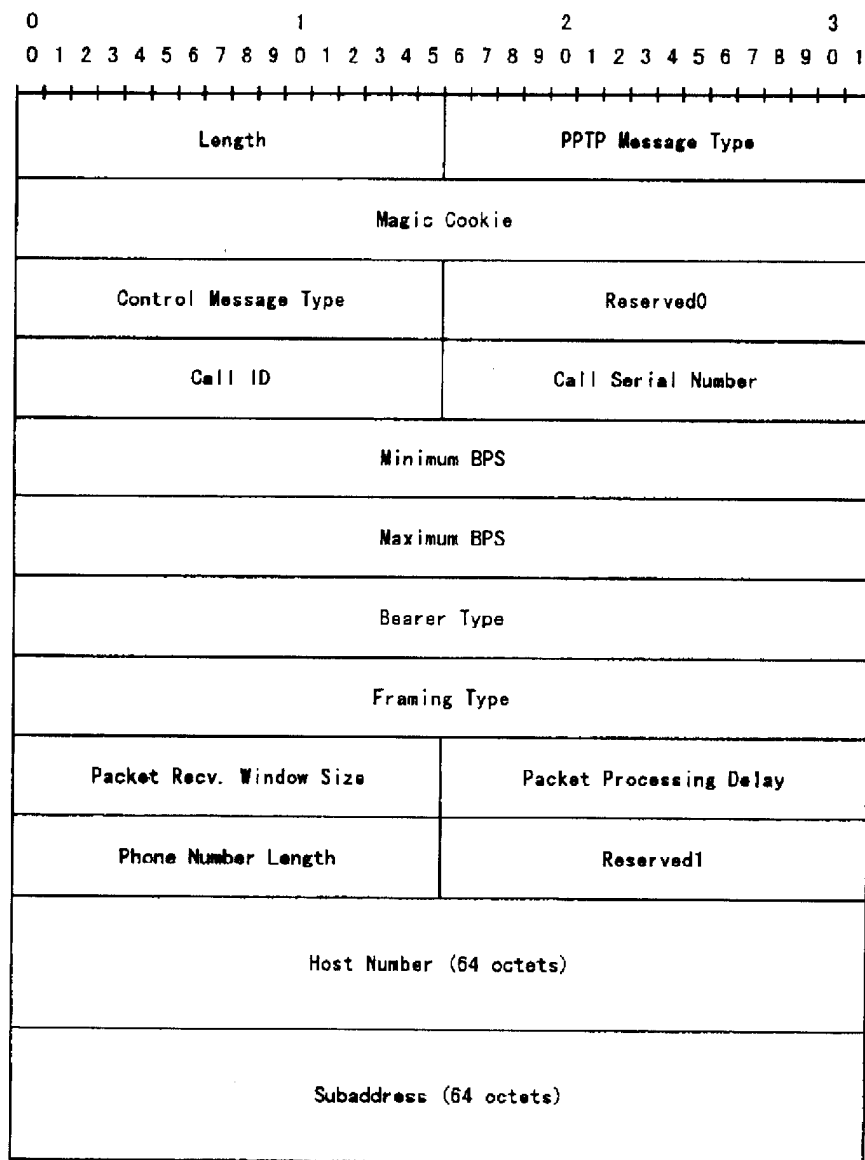 0 1 2 3
0 1 2 3 4 5 6 7 8 9 0 1 2 3 4 5 6 7 8 9 0 1 2 3 4 5 6 7 8 9 0 1
Length PPTP Message Type
Magic Cookie
Control Message Type Reserved0
Call ID Call Serial Number
Minimum BPS
Maximum BPS
Bearer Type
Framing Type
Packet Recv. Window Size Packet Processing Delay
Phone Number Length Reserved1
Host Number (64 octets)
Subaddress (64 octets)